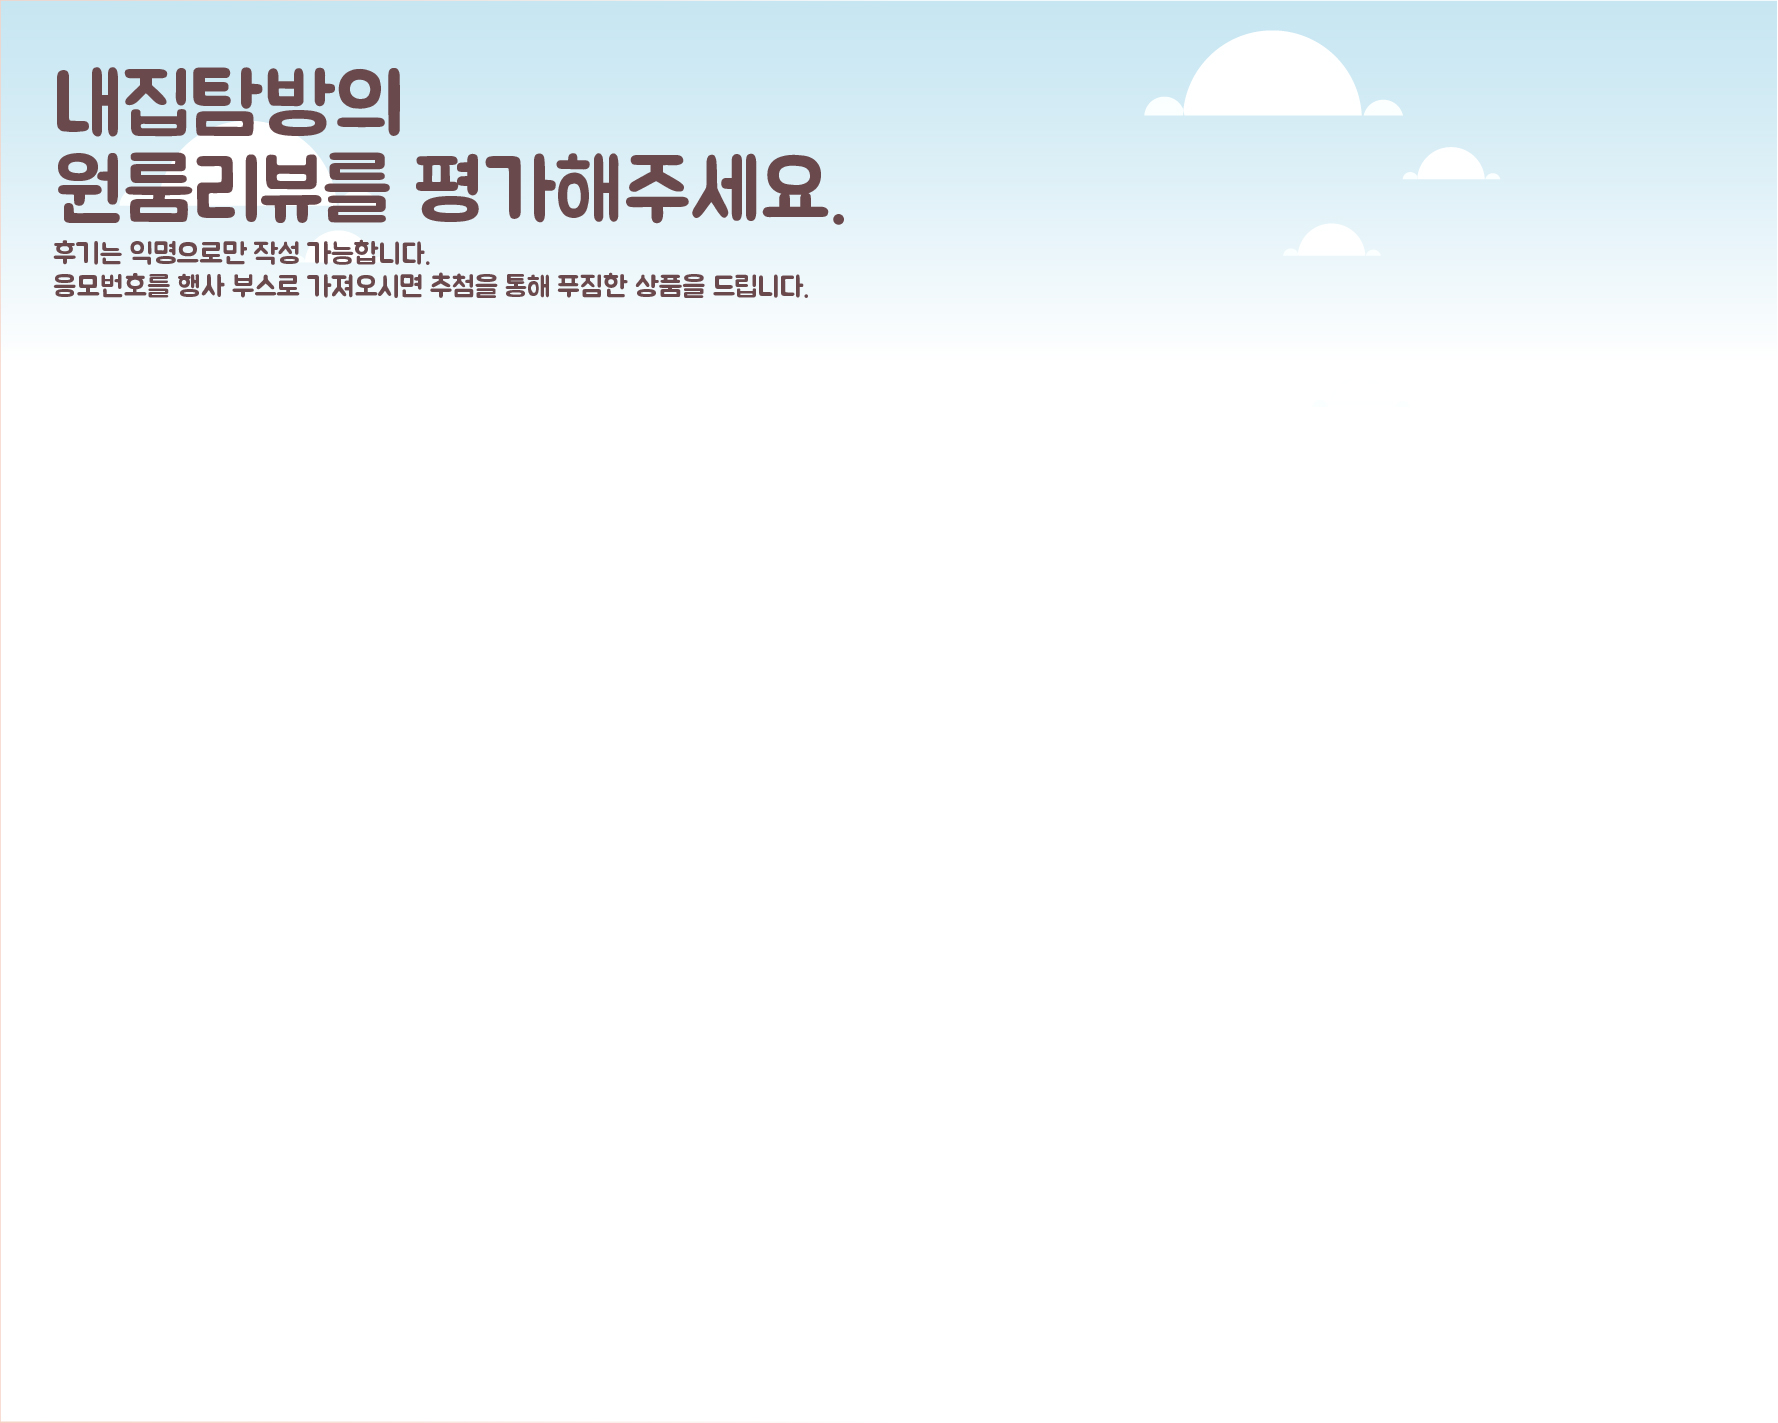 내집탐방의
원룸리뷰를 평가해주세요.
후기는 익명으로만 작성 가능합니다.
응모번호를 행사 부스로 가져오시면 추첨을 통해 푸짐한 상품을 드립니다.